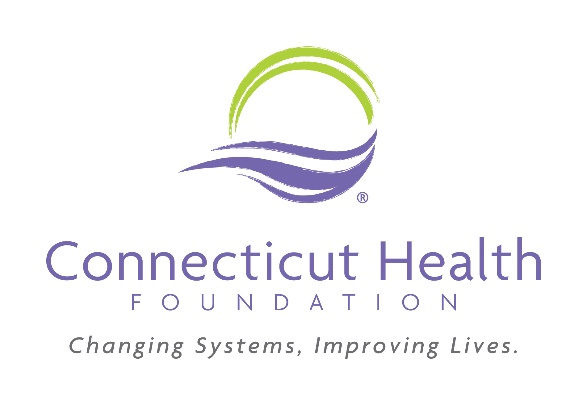 ®
Connecticut Health
FOUNDATION
Changing Systems, Improving Lives.